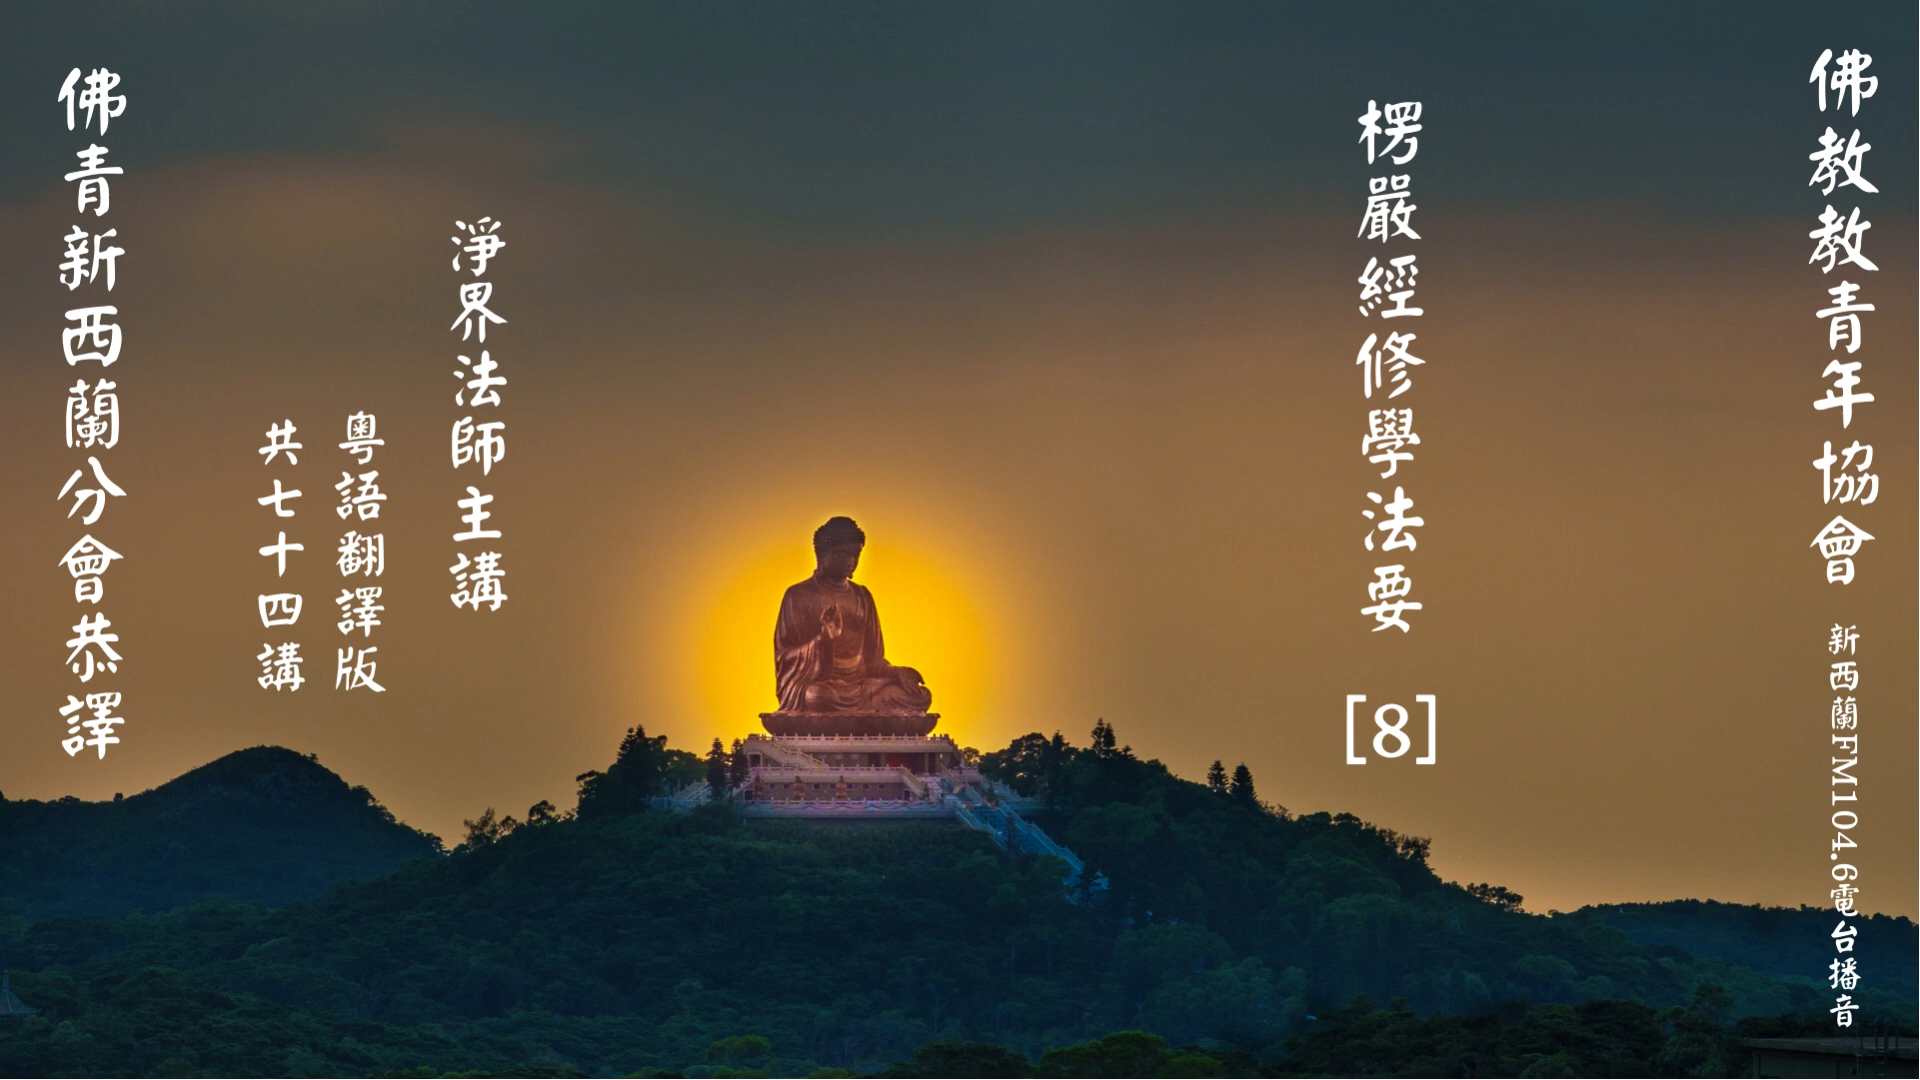 佛教教青年協會 新西蘭FM104.6電台播音
楞嚴經修學法要 [8]
淨界法師主講
粵語翻譯版
共七十四講
佛青新西蘭分會恭譯